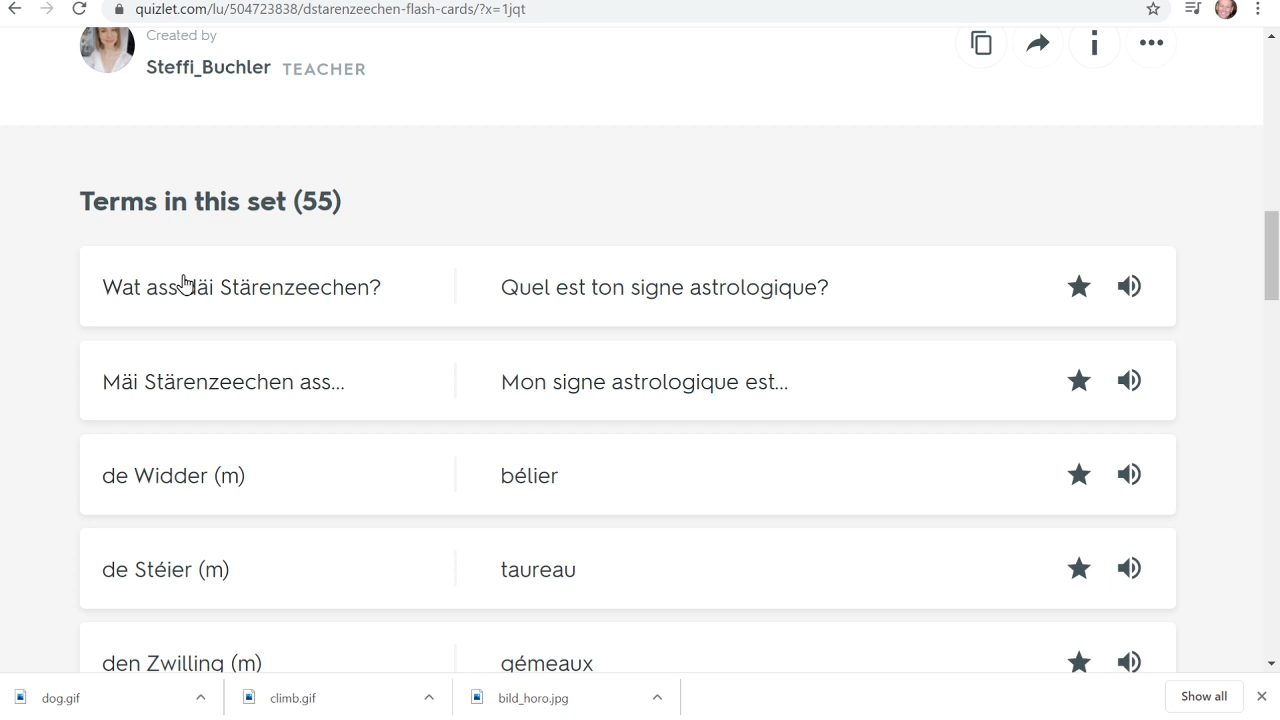 quizlet.com/lu/504723838/dstarenzeechen-flash-cards/?x=1jqt
Created by
Steffi_Buchler TEACHER
Terms in this set (55)
Wat ass Stärenzeechen?
Quel est ton signe astrologique?
Mäi Stärenzeechen ass...
Mon signe astrologique est...
de Widder (m)
bélier
de Stéier (m)
taureau
den Zwilling (m)
gémeaux
dog.gif
climb.gif
bild_horo.jpg
Show all